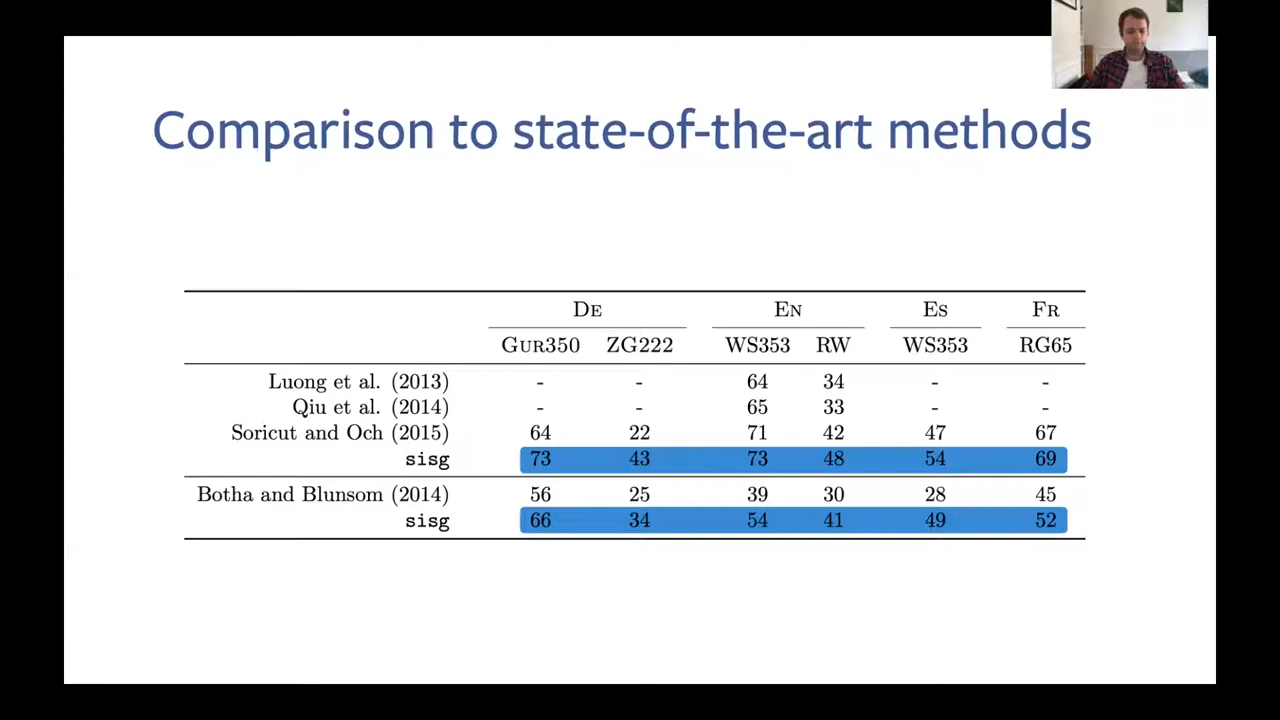 Comparison to state-of-the-art methods
DE EN ES FR
GUR350 ZG222 WS353 RW WS353 RG65
Luong et al. (2013) - - 64 34 - -
Qiu et al. (2014) - - 65 33 - -
Soricut and Och (2015) 64 22 71 42 47 67
sisg 73 43 73 48 54 69
Botha and Blunsom (2014) 56 25 39 30 28 45
sisg 66 34 54 41 49 52